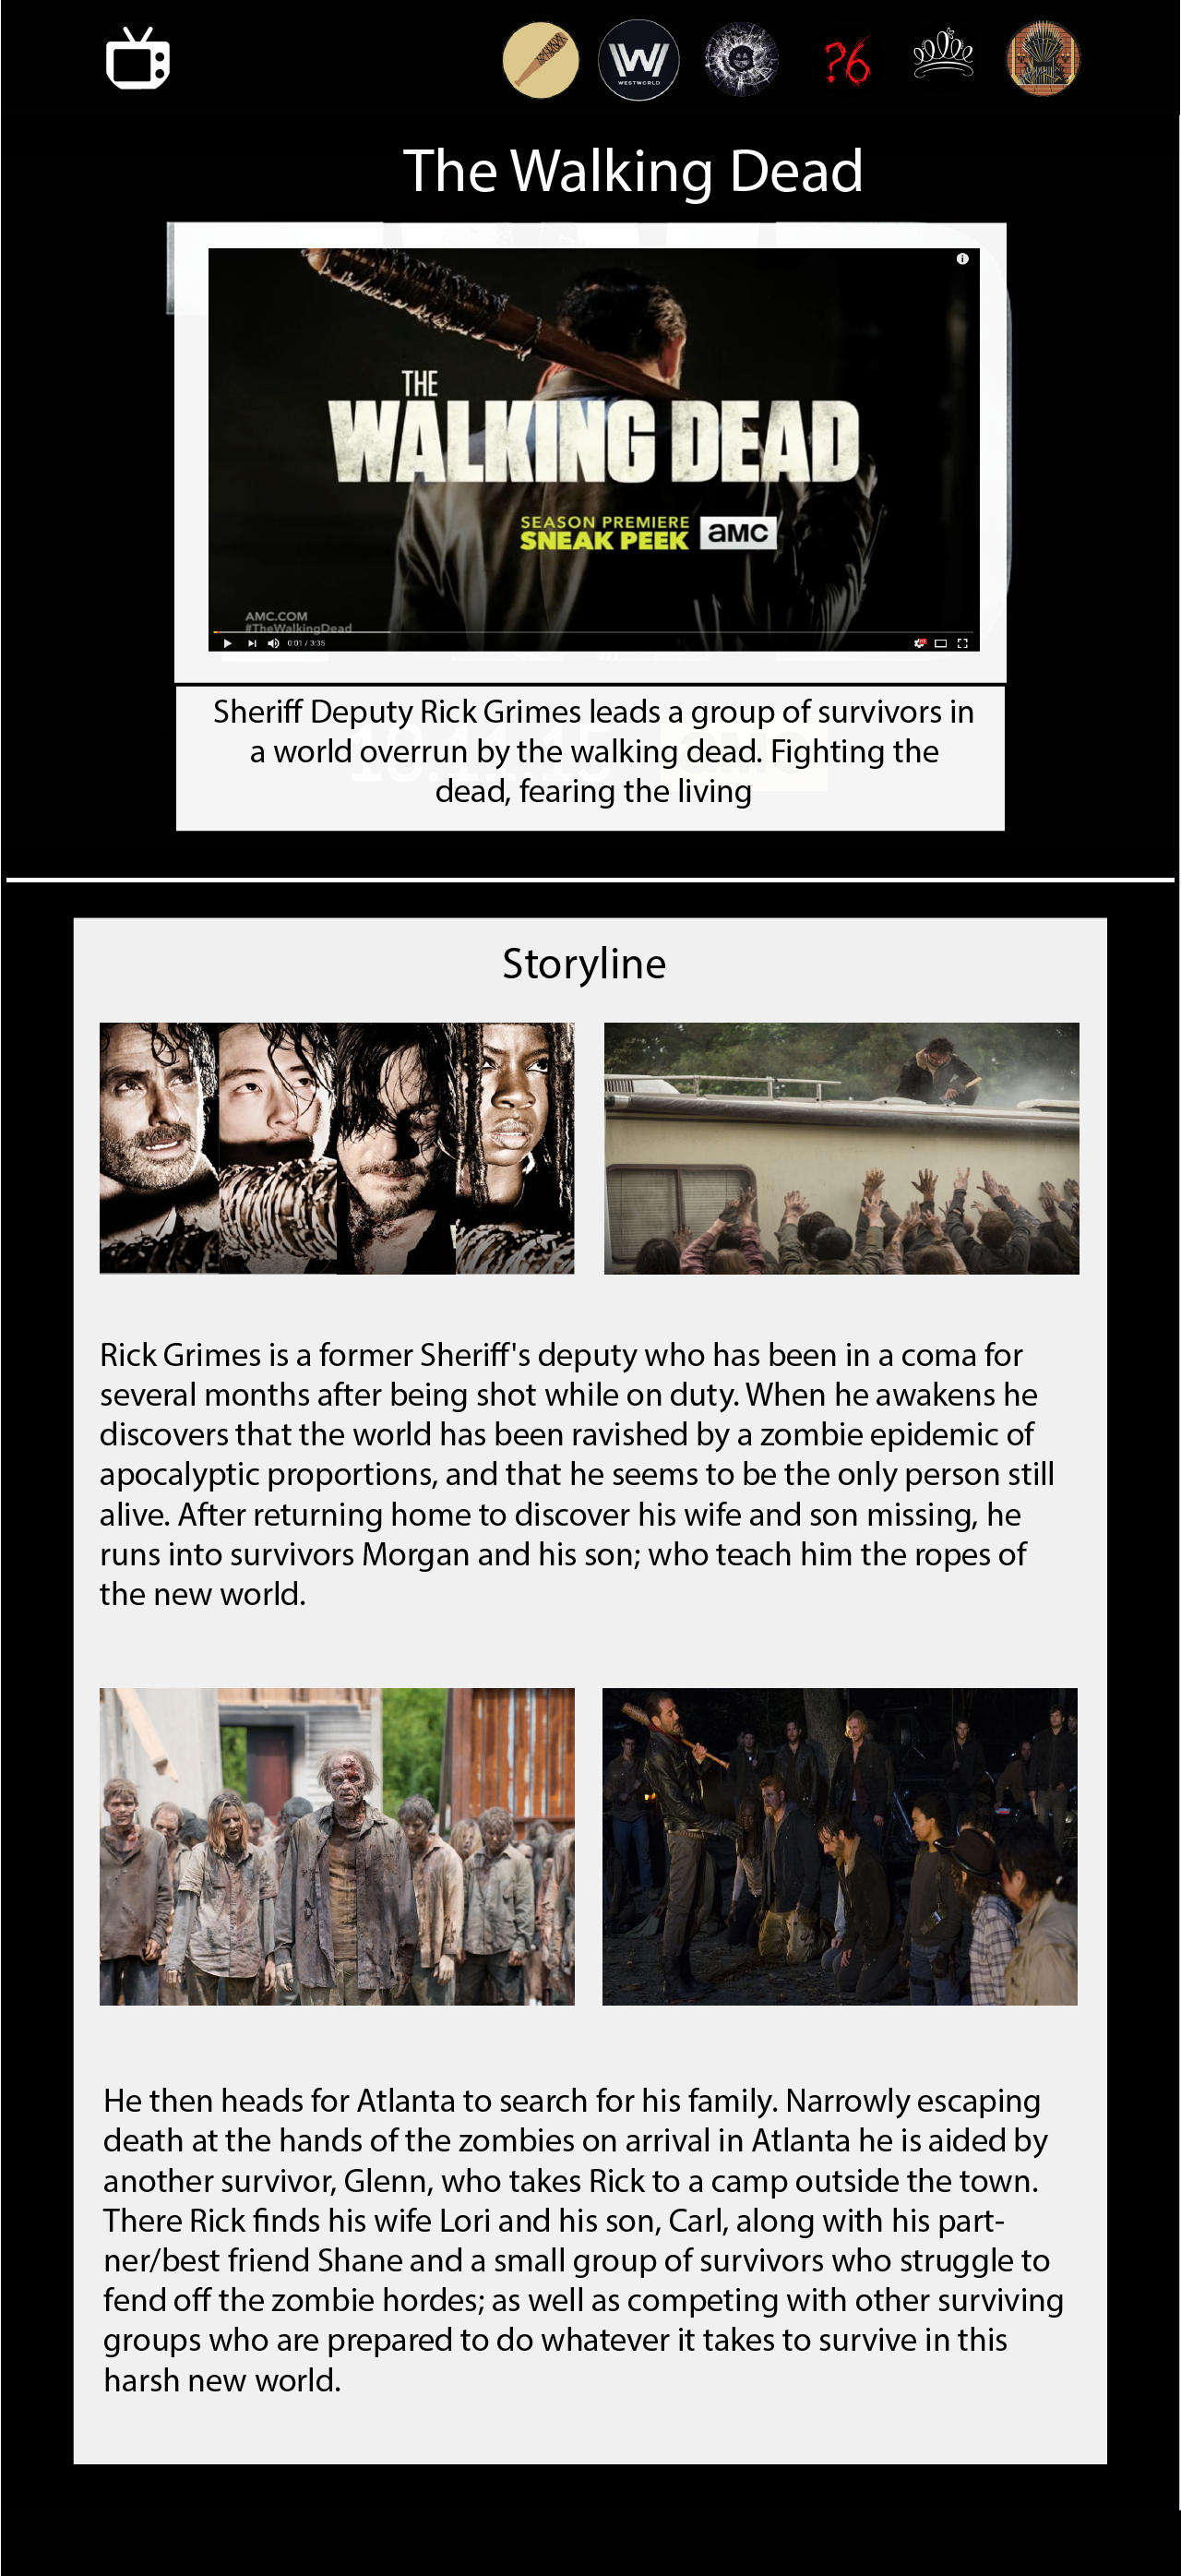 WESTWORLD
?6
The Walking Dead
THE
WALKING DEAD
SEASON PREMIERE
SNEAK PEEK
aMC
AMC.COM
#TheWalkingDead
0:01 / 3:35
Sheriff Deputy Rick Grimes leads a group of survivors in
a world overrun by the walking dead. Fighting the
dead, fearing the living
Storyline
Rick Grimes is a former Sheriff's deputy who has been in a coma for
several months after being shot while on duty. When he awakens he
discovers that the world has been ravished by a zombie epidemic of
apocalyptic proportions, and that he seems to be the only person still
alive. After returning home to discover his wife and son missing, he
runs into survivors Morgan and his son; who teach him the ropes of
the new world.
He then heads for Atlanta to search for his family. Narrowly escaping
death at the hands of the zombies on arrival in Atlanta he is aided by
another survivor, Glenn, who takes Rick to a camp outside the town.
There Rick finds his wife Lori and his son, Carl, along with his part-
ner/best friend Shane and a small group of survivors who struggle to
fend off the zombie hordes; as well as competing with other surviving
groups who are prepared to do whatever it takes to survive in this
harsh new world.